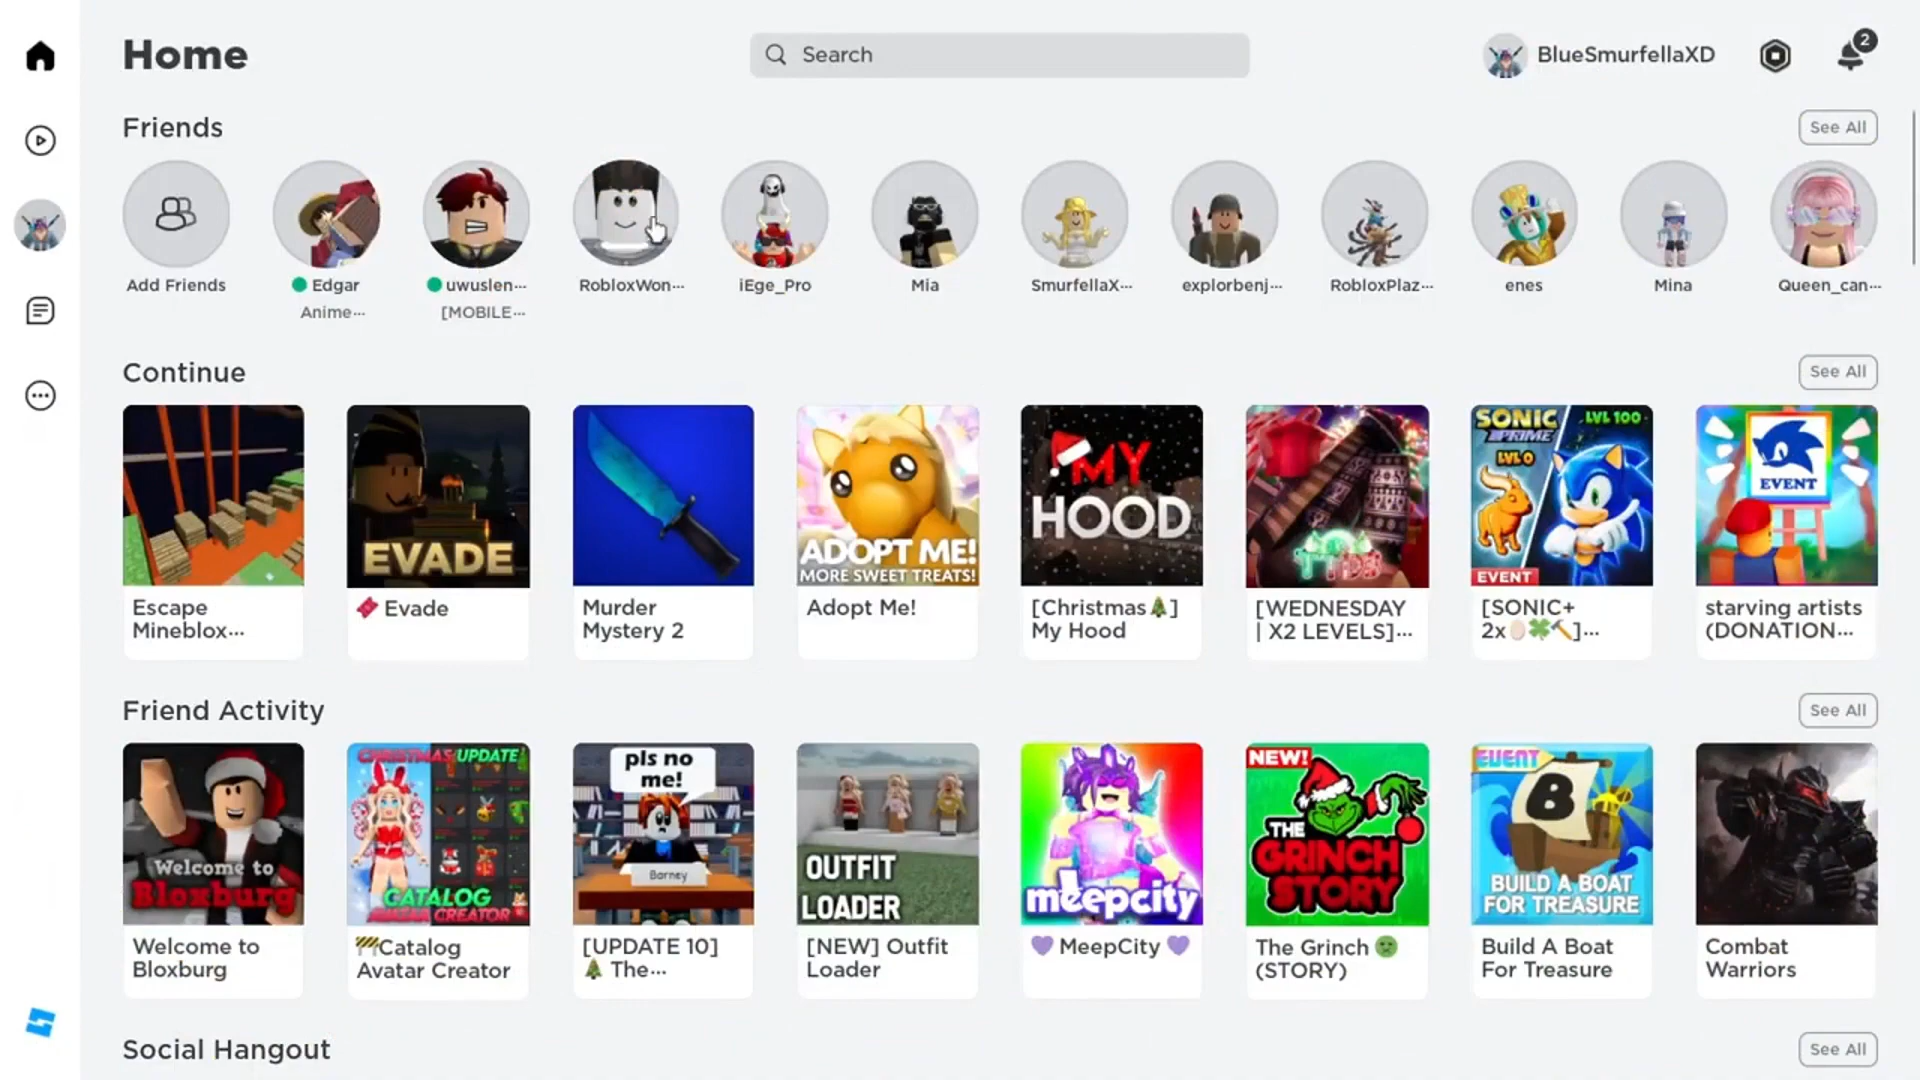 Home
Search
BlueSmurfellaXD
2
Friends
See All
Add Friends
Edgar
Anime...
uwuslen...
[MOBILE...
RobloxWon...
iEge_Pro
Mia
SmurfellaX...
explorbenj...
RobloxPlaz...
enes
Mina
Queen_can...
Continue
See All
EVADE
ADOPT ME!
MORE SWEET TREATS!
MY
HOOD
TTD3
SONIC
PRIME
LVL 100
LVL 0
EVENT
EVENT
Escape
Mineblox...
Evade
Murder
Mystery 2
Adopt Me!
[Christmas🎄]
My Hood
[WEDNESDAY
| X2 LEVELS]...
[SONIC+
2x🥚🍀🔨]...
starving artists
(DONATION...
Friend Activity
See All
Welcome to
Bloxburg
CHRISTMAS UPDATE
CATALOG
AVATAR CREATOR
pls no
me!
Barney
OUTFIT
LOADER
meepcity
NEW!
THE
GRINCH
STORY
EVENT
B
BUILD A BOAT
FOR TREASURE
Welcome to
Bloxburg
🚧Catalog
Avatar Creator
[UPDATE 10]
🎄 The...
[NEW] Outfit
Loader
💜 MeepCity 💜
The Grinch 🤢
(STORY)
Build A Boat
For Treasure
Combat
Warriors
Social Hangout
See All